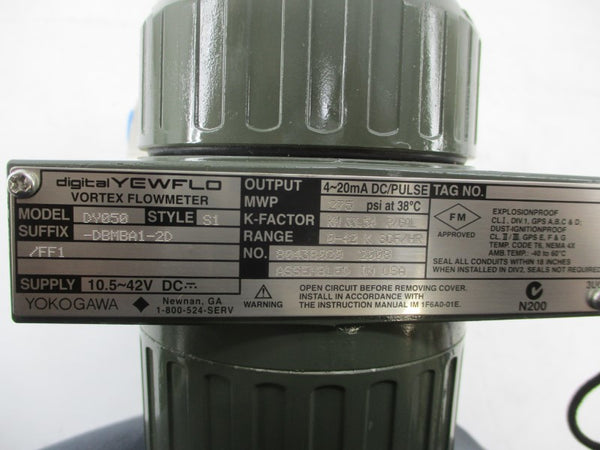 digital YEWFLO
VORTEX FLOWMETER
MODEL DY050 STYLE S1
SUFFIX -DBMBA1-2D
/FF1
SUPPLY 10.5~42V DC
YOKOGAWA
Newnan, GA
1-800-524-SERV
OUTPUT 4~20mA DC/PULSE
MWP 275 psi at 38°C
K-FACTOR
RANGE
NO.
ASSEMBLED IN USA
WARNING
OPEN CIRCUIT BEFORE REMOVING COVER.
INSTALL IN ACCORDANCE WITH
THE INSTRUCTION MANUAL IM 1F6A0-01E.
TAG NO.
FM
APPROVED
EXPLOSIONPROOF
CL. I, DIV.1, GPS A,B,C & D;
DUST-IGNITIONPROOF
CL. II/III, GPS E, F & G
TEMP. CODE T6, NEMA 4X
AMB.TEMP.: -40 to 60°C
SEAL ALL CONDUITS WITHIN 18 INCHES
WHEN INSTALLED IN DIV2, SEALS NOT REQUIRED
N200